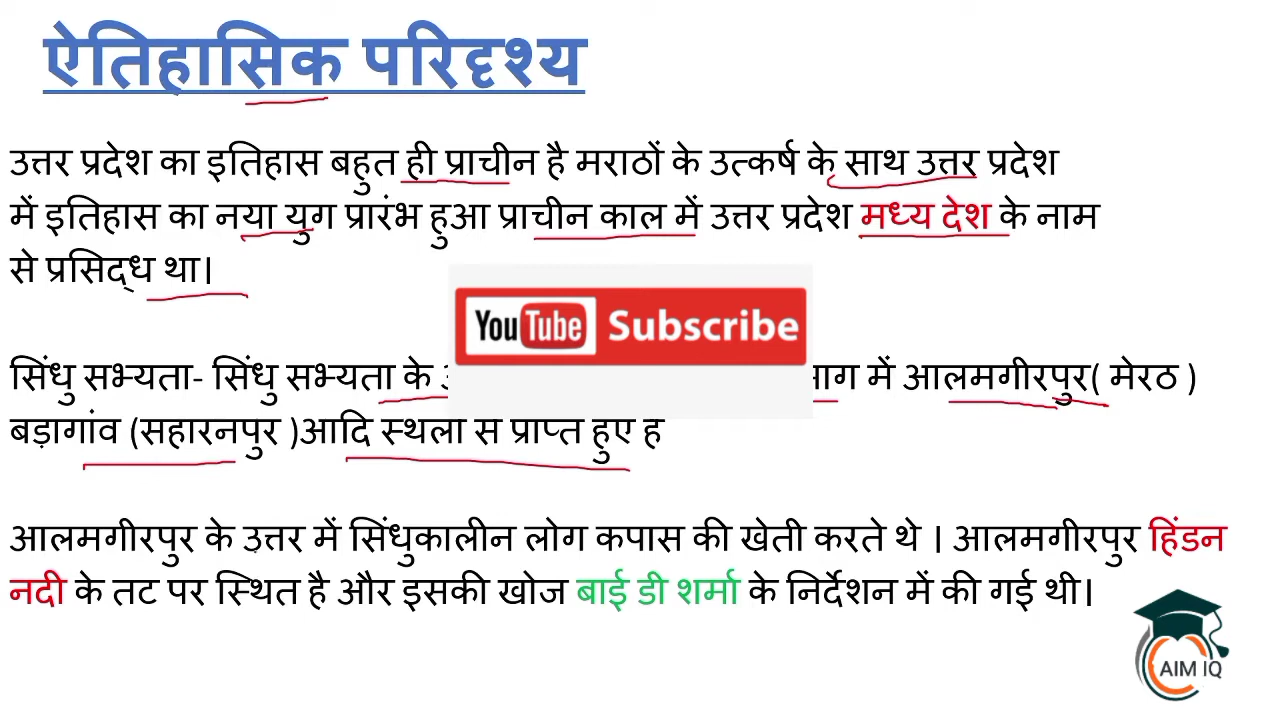 ऐतिहासिक परिदृश्य
उत्तर प्रदेश का इतिहास बहुत ही प्राचीन है मराठों के उत्कर्ष के साथ उत्तर प्रदेश
में इतिहास का नया युग प्रारंभ हुआ प्राचीन काल में उत्तर प्रदेश मध्य देश के नाम
से प्रसिद्ध था।
YouTube Subscribe
सिंधु सभ्यता- सिंधु सभ्यता के में आलमगीरपुर( मेरठ )
बड़ागांव (सहारनपुर )आदि स्थलो से प्राप्त हुए है
आलमगीरपुर के उत्तर में सिंधुकालीन लोग कपास की खेती करते थे । आलमगीरपुर हिंडन
नदी के तट पर स्थित है और इसकी खोज बाई डी शर्मा के निर्देशन में की गई थी।
AIM IQ